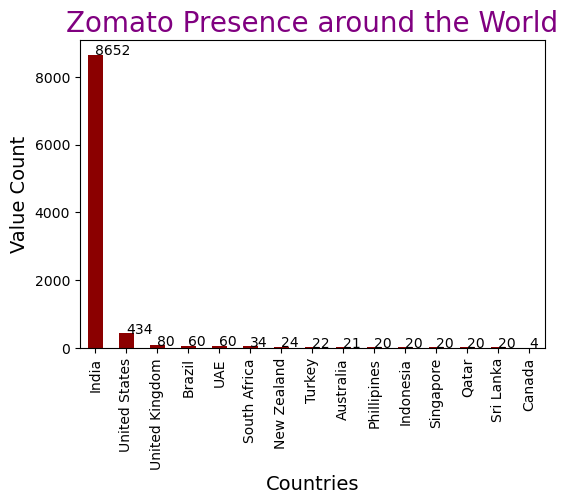 Zomato Presence around the World
Value Count
8000
6000
4000
2000
0
8652
434
80
60
60
34
24
22
21
20
20
20
20
20
4
India
United States
United Kingdom
Brazil
UAE
South Africa
New Zealand
Turkey
Australia
Phillipines
Indonesia
Singapore
Qatar
Sri Lanka
Canada
Countries